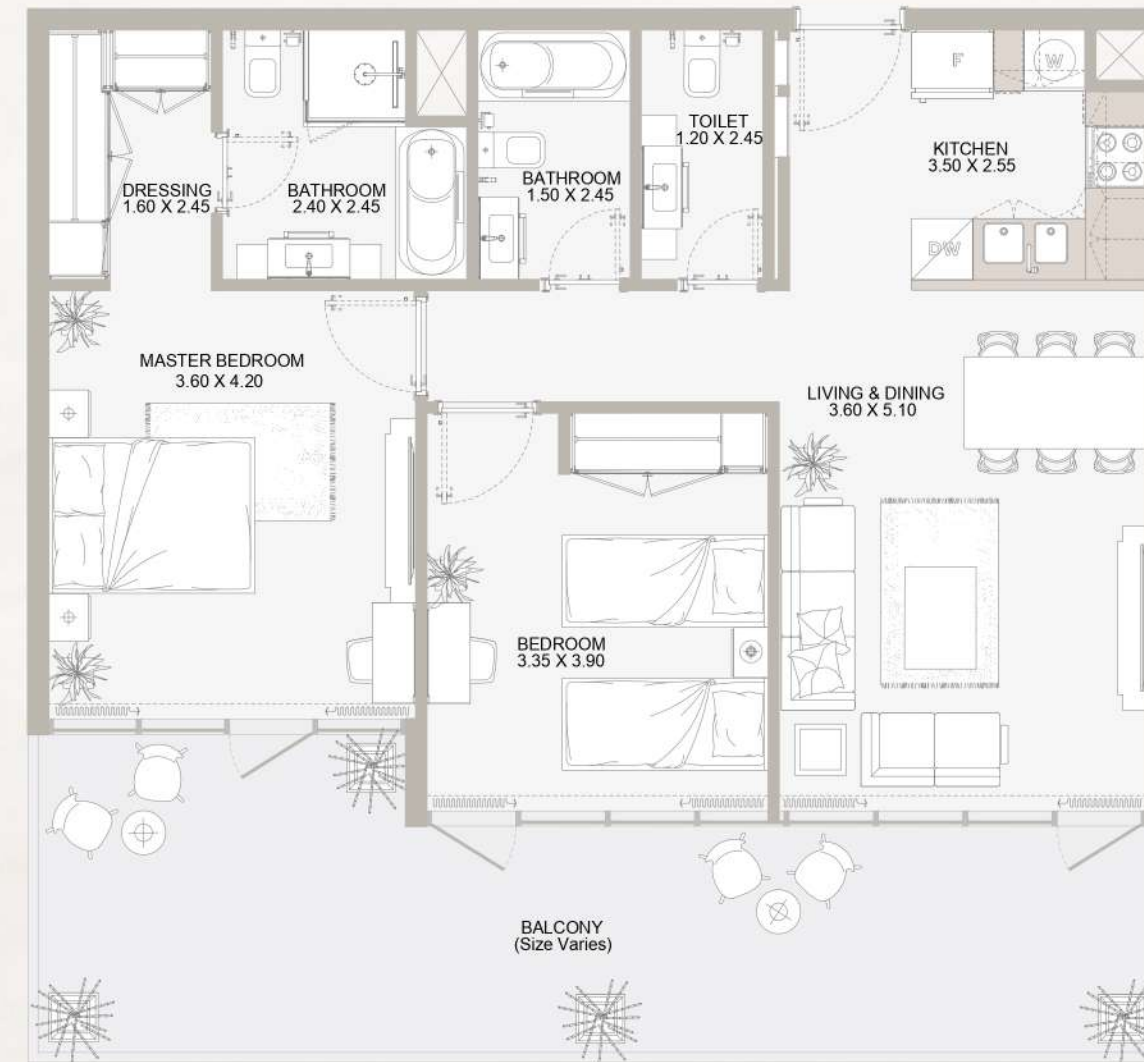 F
W
TOILET
1.20 X 2.45
KITCHEN
3.50 X 2.55
DRESSING
1.60 X 2.45
BATHROOM
2.40 X 2.45
BATHROOM
1.50 X 2.45
DW
MASTER BEDROOM
3.60 X 4.20
LIVING & DINING
3.60 X 5.10
BEDROOM
3.35 X 3.90
BALCONY
(Size Varies)